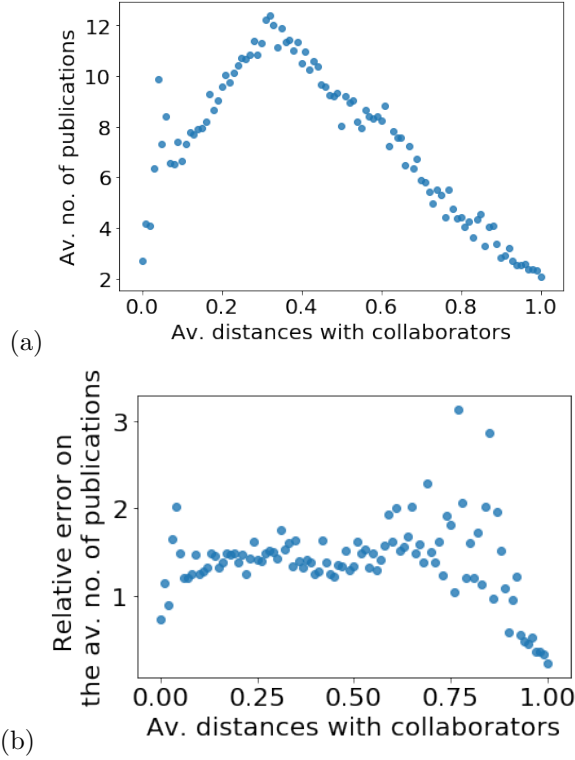 12
10
8
6
4
2
Av. no. of publications
0.0 0.2 0.4 0.6 0.8 1.0
Av. distances with collaborators
(a)
3
2
1
Relative error on
the av. no. of publications
0.00 0.25 0.50 0.75 1.00
Av. distances with collaborators
(b)